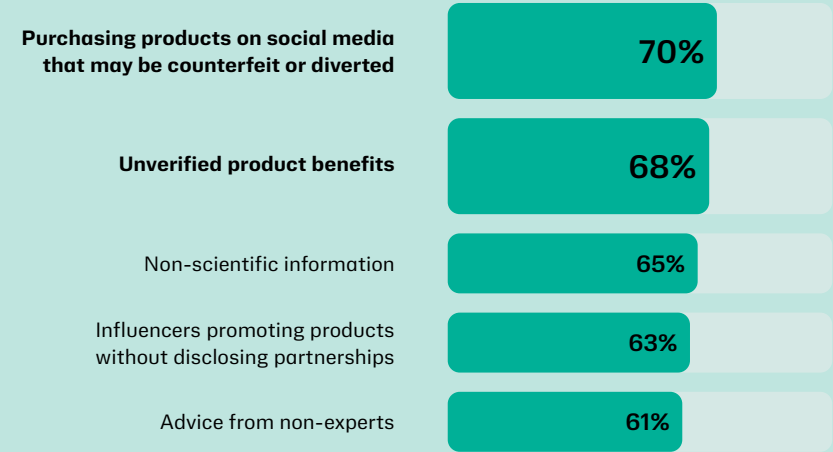 Purchasing products on social media
that may be counterfeit or diverted
70%
Unverified product benefits
68%
Non-scientific information
65%
Influencers promoting products
without disclosing partnerships
63%
Advice from non-experts
61%